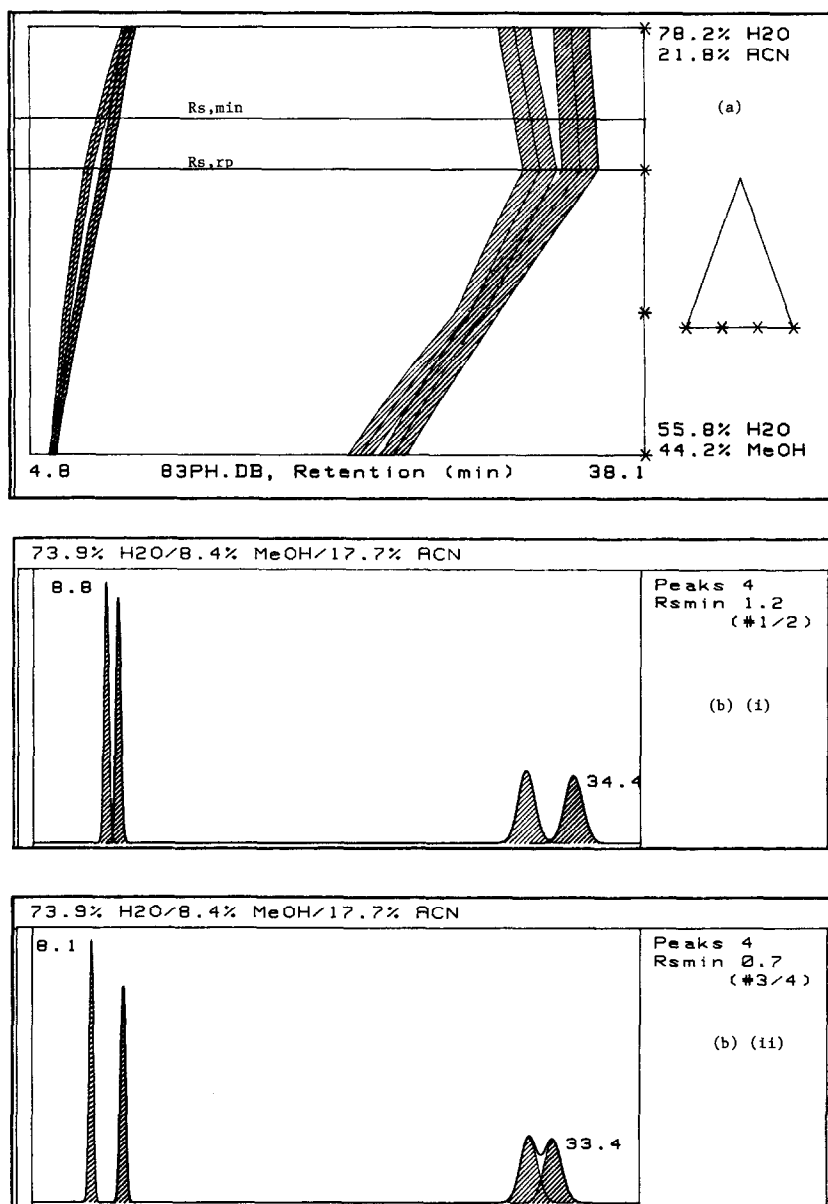 78.2% H2O
21.8% ACN
(a)
Rs,min
Rs,rp
55.8% H2O
44.2% MeOH
4.8 83PH.DB, Retention (min) 38.1
73.9% H2O/8.4% MeOH/17.7% ACN
8.8
Peaks 4
Rsmin 1.2
(#1/2)
(b) (i)
34.4
73.9% H2O/8.4% MeOH/17.7% ACN
8.1
Peaks 4
Rsmin 0.7
(#3/4)
(b) (ii)
33.4